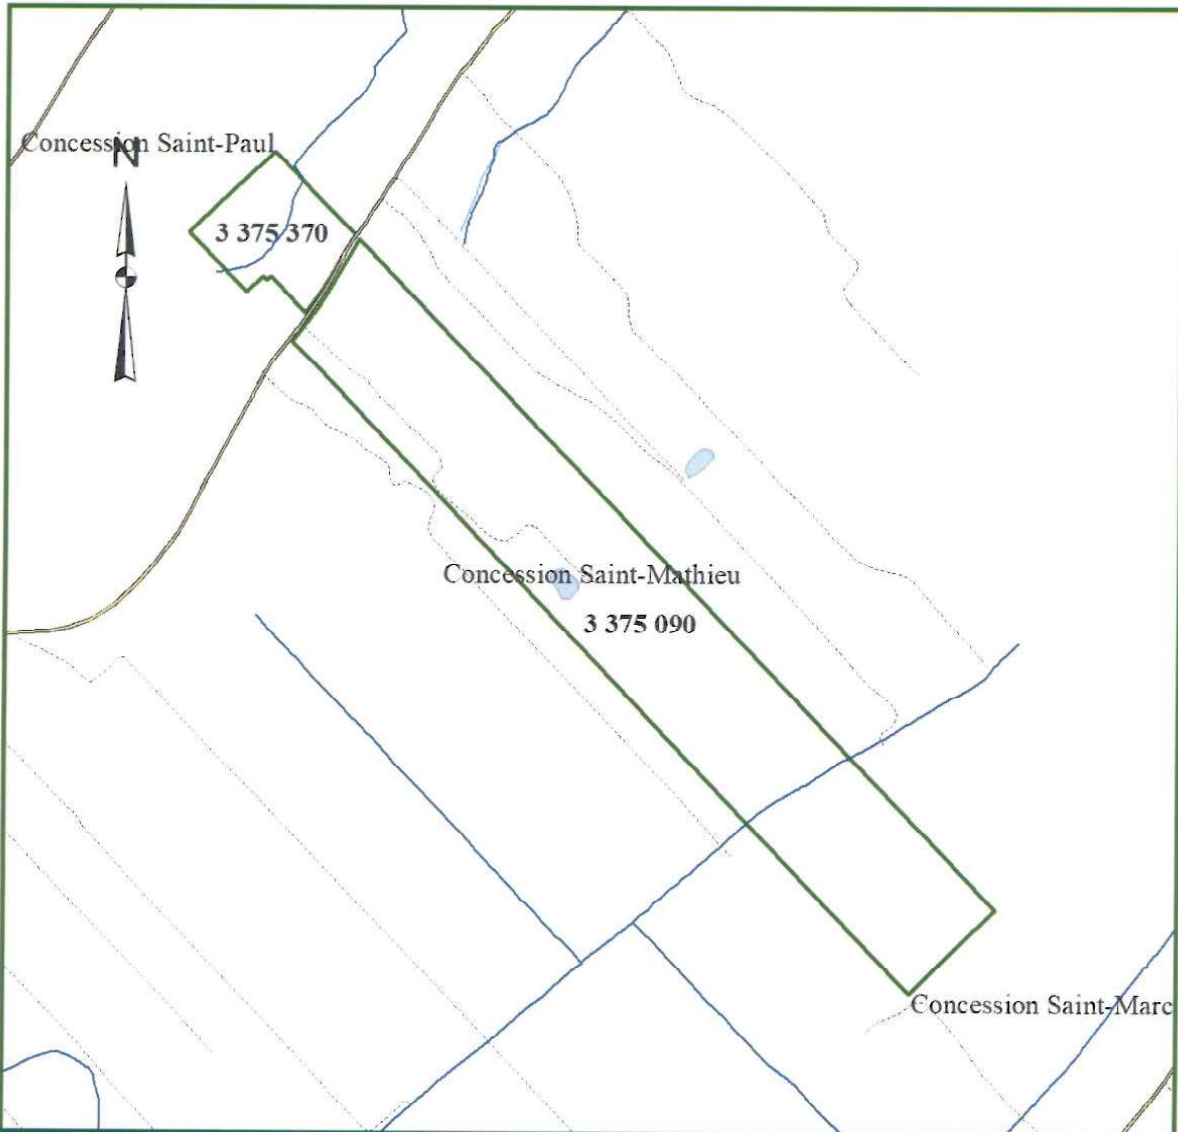 Concession Saint-Paul
N
3 375 370
Concession Saint-Mathieu
3 375 090
Concession Saint-Marc